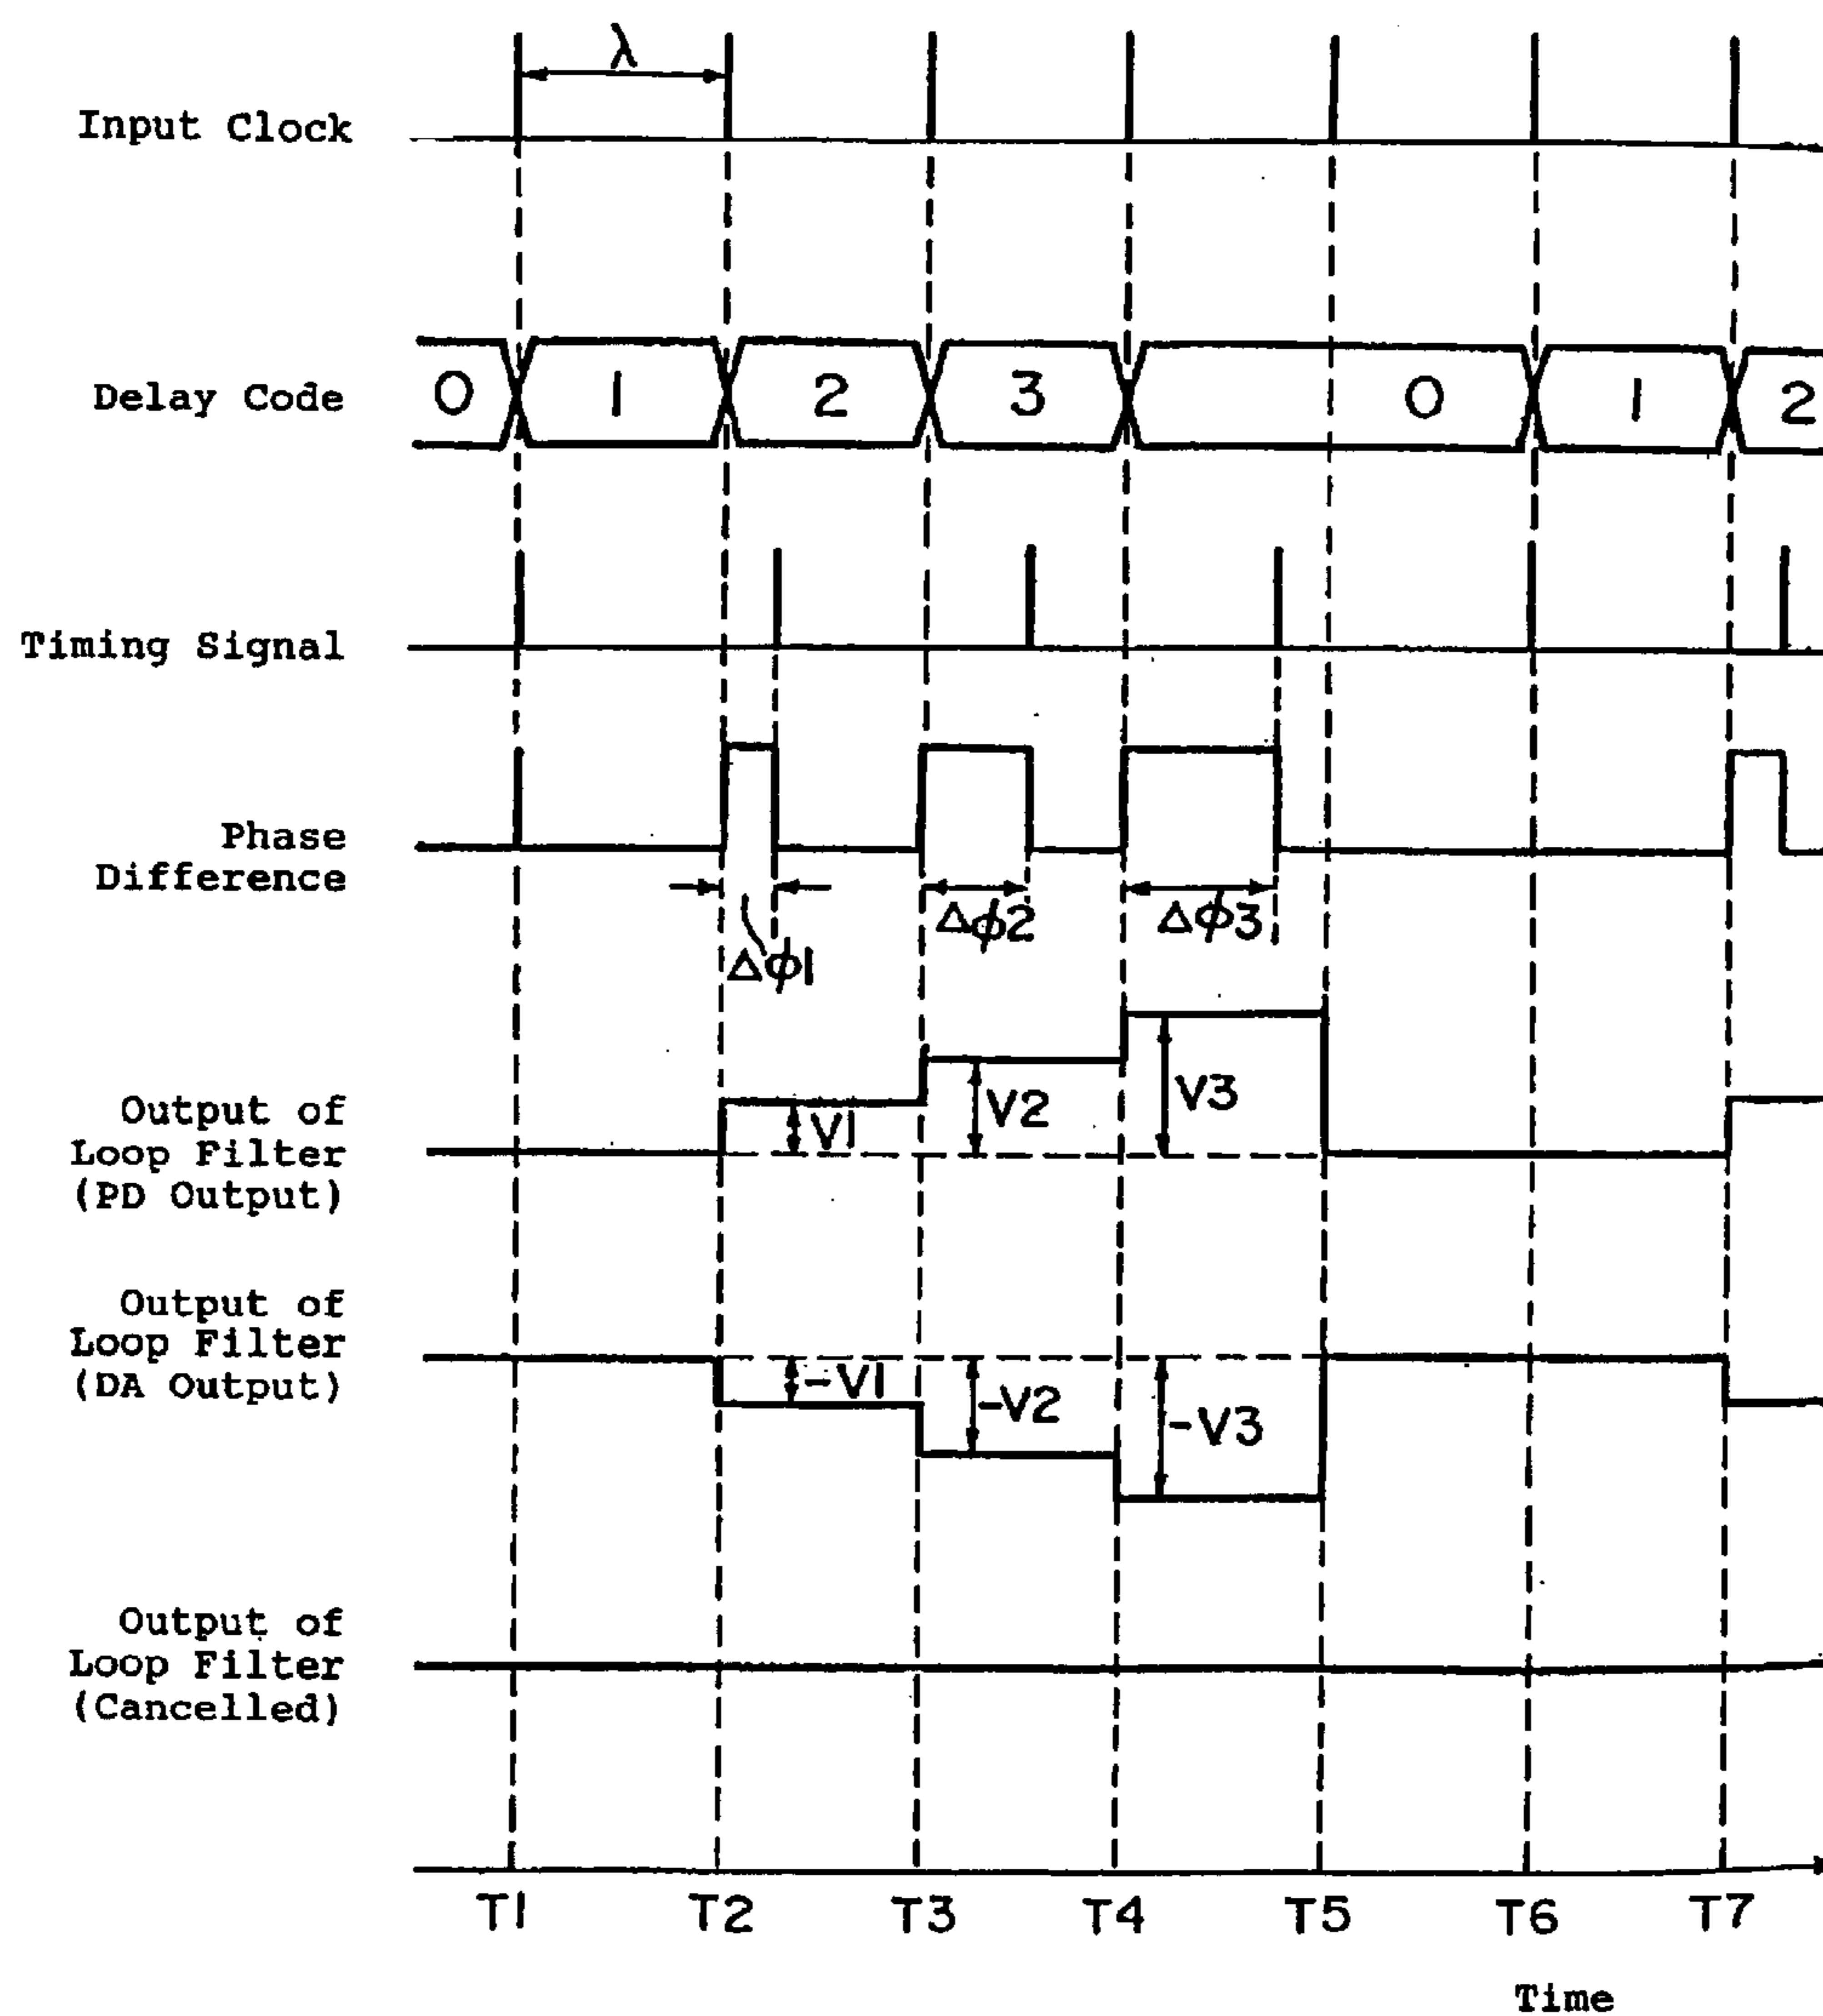 λ
Input Clock
Delay Code
0 1 2 3 0 1 2
Timing Signal
Phase
Difference
Δϕ1
Δϕ2
Δϕ3
Output of
Loop Filter
(PD Output)
V1
V2
V3
Output of
Loop Filter
(DA Output)
-V1
-V2
-V3
Output of
Loop Filter
(Cancelled)
T1 T2 T3 T4 T5 T6 T7
Time